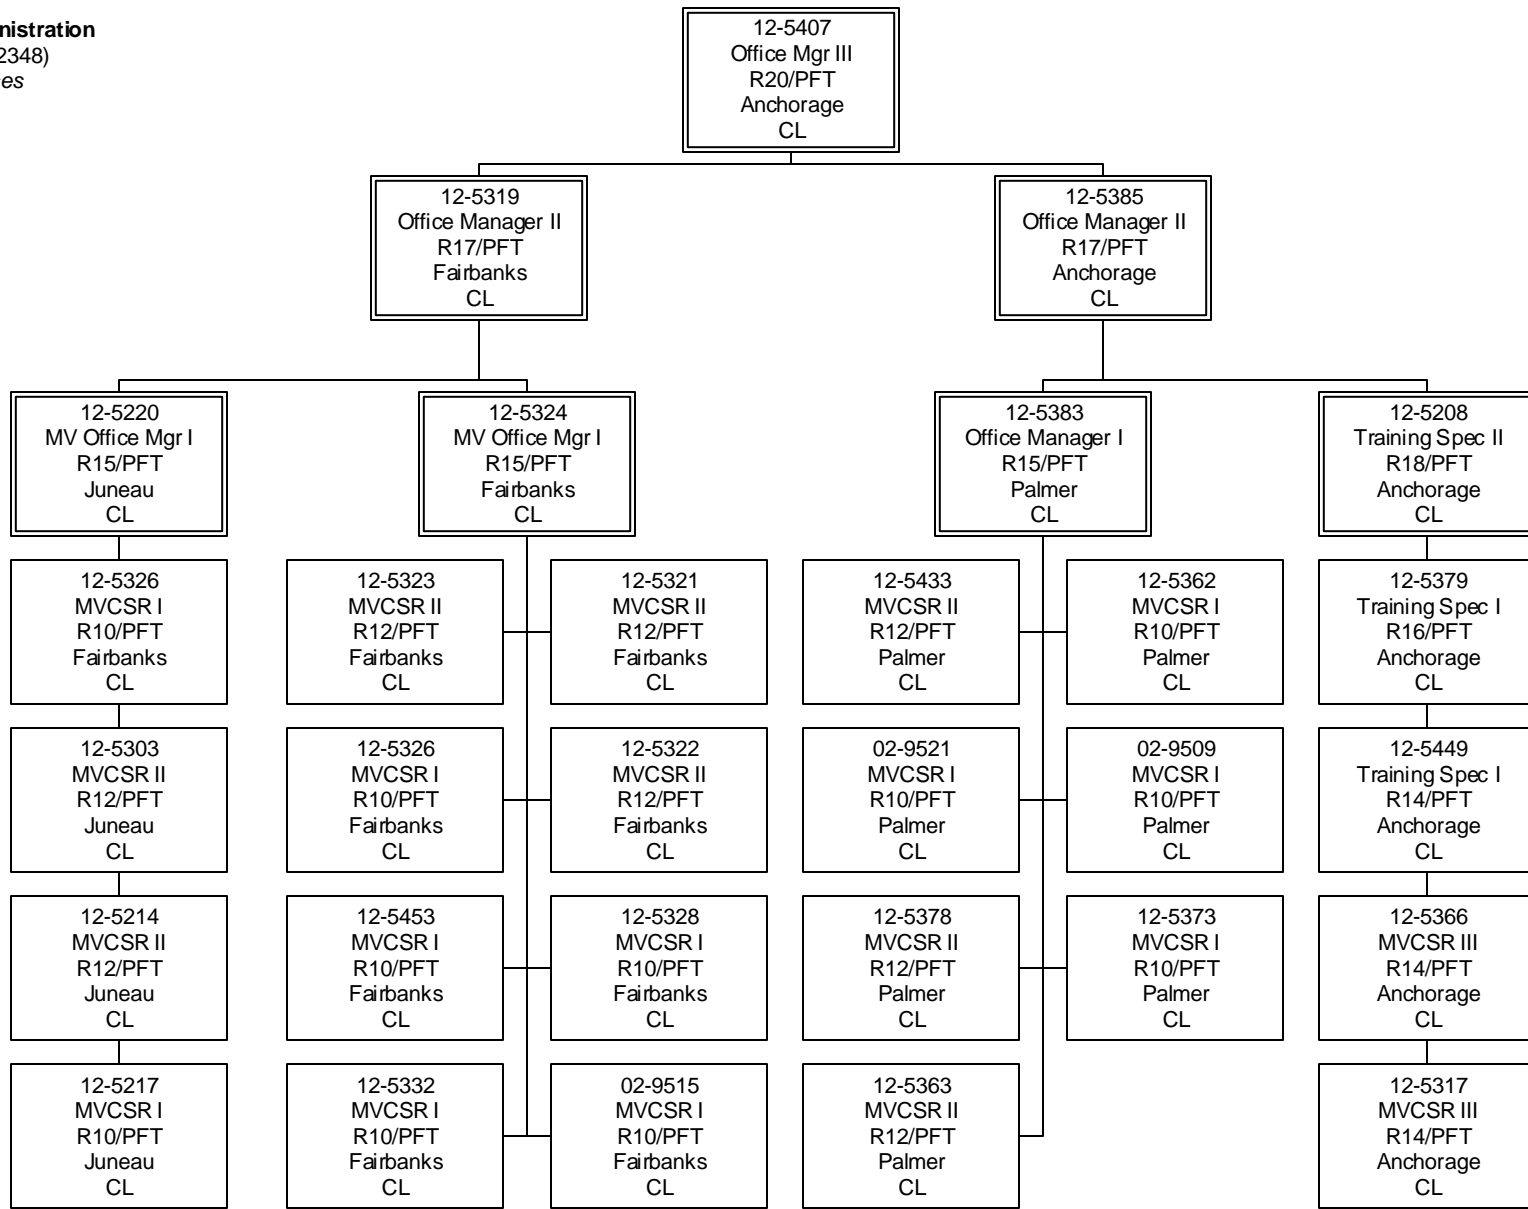 12-5407
Office Mgr III
R20/PFT
Anchorage
CL
12-5319
Office Manager II
R17/PFT
Fairbanks
CL
12-5385
Office Manager II
R17/PFT
Anchorage
CL
12-5220
MV Office Mgr I
R15/PFT
Juneau
CL
12-5324
MV Office Mgr I
R15/PFT
Fairbanks
CL
12-5383
Office Manager I
R15/PFT
Palmer
CL
12-5208
Training Spec II
R18/PFT
Anchorage
CL
12-5326
MVCSR I
R10/PFT
Fairbanks
CL
12-5323
MVCSR II
R12/PFT
Fairbanks
CL
12-5321
MVCSR II
R12/PFT
Fairbanks
CL
12-5433
MVCSR II
R12/PFT
Palmer
CL
12-5362
MVCSR I
R10/PFT
Palmer
CL
12-5379
Training Spec I
R16/PFT
Anchorage
CL
12-5303
MVCSR II
R12/PFT
Juneau
CL
12-5326
MVCSR I
R10/PFT
Fairbanks
CL
12-5322
MVCSR II
R12/PFT
Fairbanks
CL
02-9521
MVCSR I
R10/PFT
Palmer
CL
02-9509
MVCSR I
R10/PFT
Palmer
CL
12-5449
Training Spec I
R14/PFT
Anchorage
CL
12-5214
MVCSR II
R12/PFT
Juneau
CL
12-5453
MVCSR I
R10/PFT
Fairbanks
CL
12-5328
MVCSR I
R10/PFT
Fairbanks
CL
12-5378
MVCSR II
R12/PFT
Palmer
CL
12-5373
MVCSR I
R10/PFT
Palmer
CL
12-5366
MVCSR III
R14/PFT
Anchorage
CL
12-5217
MVCSR I
R10/PFT
Juneau
CL
12-5332
MVCSR I
R10/PFT
Fairbanks
CL
02-9515
MVCSR I
R10/PFT
Fairbanks
CL
12-5363
MVCSR II
R12/PFT
Palmer
CL
12-5317
MVCSR III
R14/PFT
Anchorage
CL